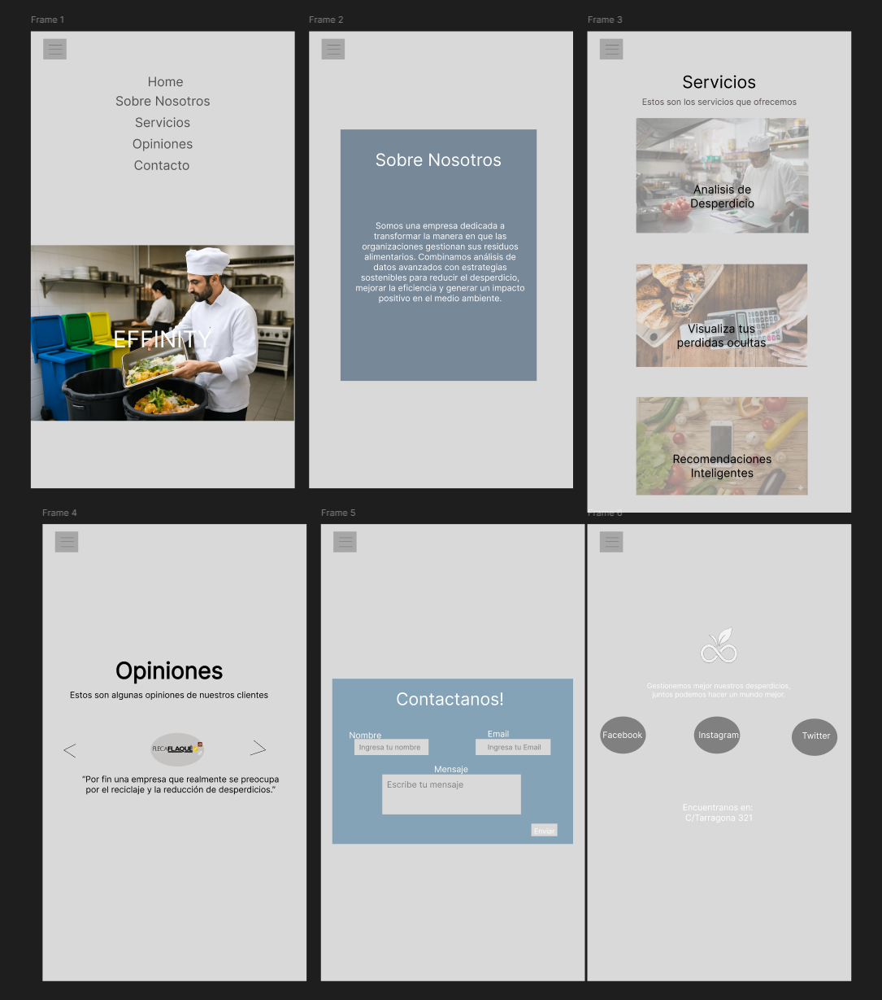 Frame 1
Frame 2
Frame 3
Home
Sobre Nosotros
Servicios
Opiniones
Contacto
EFFINITY
Sobre Nosotros
Somos una empresa dedicada a
transformar la manera en que las
organizaciones gestionan sus residuos
alimentarios. Combinamos análisis de
datos avanzados con estrategias
sostenibles para reducir el desperdicio,
mejorar la eficiencia y generar un impacto
positivo en el medio ambiente.
Servicios
Estos son los servicios que ofrecemos
Analisis de
Desperdicio
Visualiza tus
perdidas ocultas
Recomendaciones
Inteligentes
Frame 4
Frame 5
Frame 6
Opiniones
Estos son algunas opiniones de nuestros clientes
FLECAFLAQUÉ
“Por fin una empresa que realmente se preocupa
por el reciclaje y la reducción de desperdicios.”
Contactanos!
Nombre
Email
Ingresa tu nombre
Ingresa tu Email
Mensaje
Escribe tu mensaje
Enviar
Gestionemos mejor nuestros desperdicios,
juntos podemos hacer un mundo mejor.
Facebook
Instagram
Twitter
Encuentranos en:
C/Tarragona 321